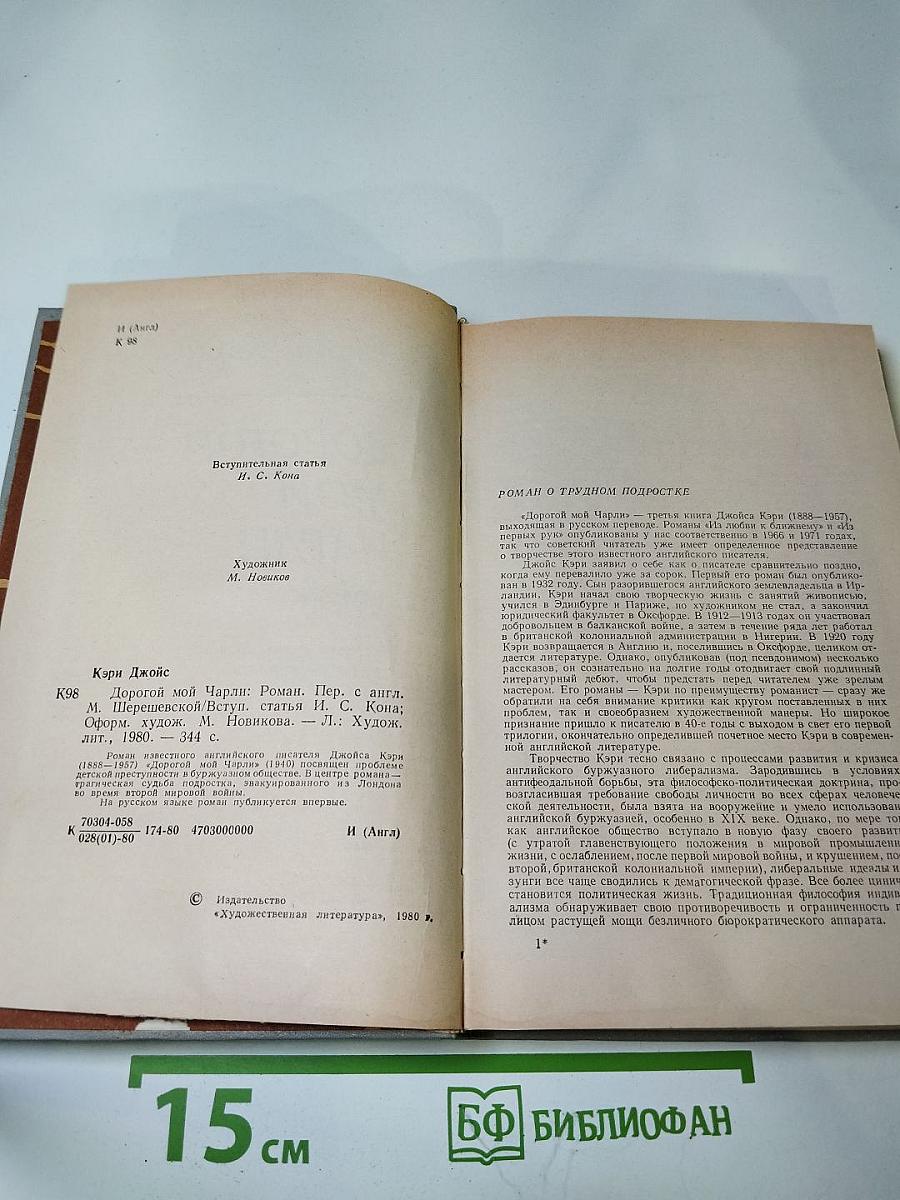 И (Англ)
К 98
Вступительная статья
И. С. Кона
Художник
М. Новиков
Кэри Джойс
К98 Дорогой мой Чарли: Роман. Пер. с англ.
М. Шерешевской/Вступ. статья И. С. Кона;
Оформ. худож. М. Новикова. — Л.: Худож.
лит., 1980. — 344 с.
Роман известного английского писателя Джойса Кэри
(1888—1957) «Дорогой мой Чарли» (1940) посвящен проблеме
детской преступности в буржуазном обществе. В центре романа —
трагическая судьба подростка, эвакуированного из Лондона
во время второй мировой войны.
На русском языке роман публикуется впервые.
К 70304-058
028(01)-80 174-80 4703000000 И (Англ)
© Издательство
«Художественная литература», 1980 г.
РОМАН О ТРУДНОМ ПОДРОСТКЕ
«Дорогой мой Чарли» — третья книга Джойса Кэри (1888—1957),
выходящая в русском переводе. Романы «Из любви к ближнему» и «Из
первых рук» опубликованы у нас соответственно в 1966 и 1971 годах,
так что советский читатель уже имеет определенное представление
о творчестве этого известного английского писателя.
Джойс Кэри заявил о себе как о писателе сравнительно поздно,
когда ему перевалило уже за сорок. Первый его роман был опублико-
ван в 1932 году. Сын разорившегося английского землевладельца в Ир-
ландии, Кэри начал свою творческую жизнь с занятий живописью,
учился в Эдинбурге и Париже, но художником не стал, а закончил
юридический факультет в Оксфорде. В 1912—1913 годах он участвовал
добровольцем в балканской войне, а затем в течение ряда лет работал
в британской колониальной администрации в Нигерии. В 1920 году
Кэри возвращается в Англию и, поселившись в Оксфорде, целиком от-
дается литературе. Однако, опубликовав (под псевдонимом) несколько
рассказов, он сознательно на долгие годы отодвигает свой подлинный
литературный дебют, чтобы предстать перед читателем уже зрелым
мастером. Его романы — Кэри по преимуществу романист — сразу же
обратили на себя внимание критики как кругом поставленных в них
проблем, так и своеобразием художественной манеры. Но широкое
признание пришло к писателю в 40-е годы с выходом в свет его первой
трилогии, окончательно определившей почетное место Кэри в современ-
ной английской литературе.
Творчество Кэри тесно связано с процессами развития и кризиса
английского буржуазного либерализма. Зародившись в условиях
антифеодальной борьбы, эта философско-политическая доктрина, про-
возгласившая требование свободы личности во всех сферах человече-
ской деятельности, была взята на вооружение и умело использован
английской буржуазией, особенно в XIX веке. Однако, по мере то
как английское общество вступало в новую фазу своего развит
(с утратой главенствующего положения в мировой промышлен
жизни, с ослаблением, после первой мировой войны, и крушением, по
второй, британской колониальной империи), либеральные идеалы и
зунги все чаще сводились к демагогической фразе. Все более цинич
становится политическая жизнь. Традиционная философия индив
ализма обнаруживает свою противоречивость и ограниченность п
лицом растущей мощи безличного бюрократического аппарата.
1*
15 см
БФ БИБЛИОФАН